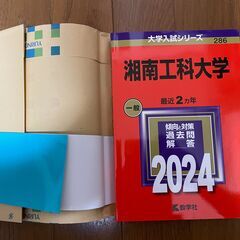 大学入試シリーズ
286
湘南工科大学
最近2カ年
一般
傾向と対策
過去問
解答
2024
教学社